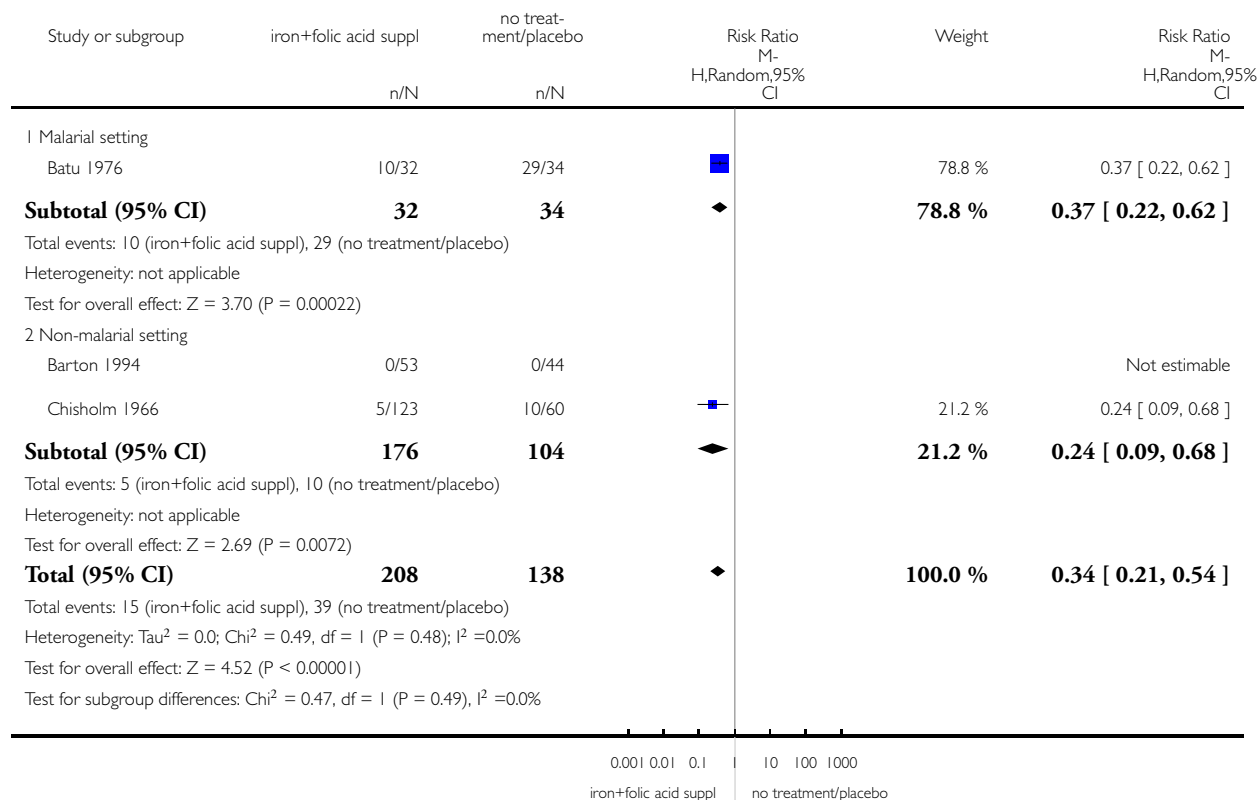 Study or subgroup iron+folic acid suppl no treat-ment/placebo Risk Ratio Weight Risk Ratio
M-H,Random,95% CI M-H,Random,95% CI
n/N n/N
1 Malarial setting
Batu 1976 10/32 29/34 78.8 % 0.37 [ 0.22, 0.62 ]
Subtotal (95% CI) 32 34 78.8 % 0.37 [ 0.22, 0.62 ]
Total events: 10 (iron+folic acid suppl), 29 (no treatment/placebo)
Heterogeneity: not applicable
Test for overall effect: Z = 3.70 (P = 0.00022)
2 Non-malarial setting
Barton 1994 0/53 0/44 Not estimable
Chisholm 1966 5/123 10/60 21.2 % 0.24 [ 0.09, 0.68 ]
Subtotal (95% CI) 176 104 21.2 % 0.24 [ 0.09, 0.68 ]
Total events: 5 (iron+folic acid suppl), 10 (no treatment/placebo)
Heterogeneity: not applicable
Test for overall effect: Z = 2.69 (P = 0.0072)
Total (95% CI) 208 138 100.0 % 0.34 [ 0.21, 0.54 ]
Total events: 15 (iron+folic acid suppl), 39 (no treatment/placebo)
Heterogeneity: Tau² = 0.0; Chi² = 0.49, df = 1 (P = 0.48); I² =0.0%
Test for overall effect: Z = 4.52 (P < 0.00001)
Test for subgroup differences: Chi² = 0.47, df = 1 (P = 0.49), I² =0.0%
0.001 0.01 0.1 1 10 100 1000
iron+folic acid suppl no treatment/placebo